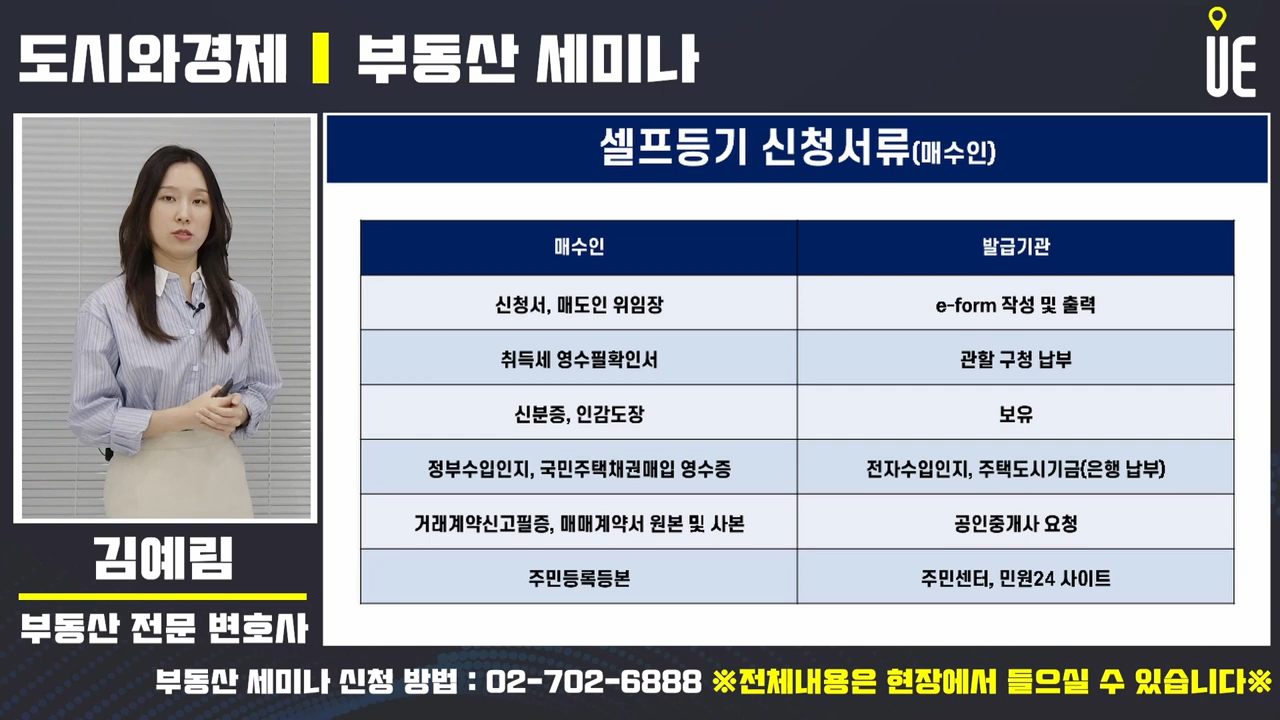 도시와경제 | 부동산 세미나
UE
셀프등기 신청서류(매수인)
매수인 발급기관
신청서, 매도인 위임장 e-form 작성 및 출력
취득세 영수필확인서 관할 구청 납부
신분증, 인감도장 보유
정부수입인지, 국민주택채권매입 영수증 전자수입인지, 주택도시기금(은행 납부)
거래계약신고필증, 매매계약서 원본 및 사본 공인중개사 요청
주민등록등본 주민센터, 민원24 사이트
김예림
부동산 전문 변호사
부동산 세미나 신청 방법 : 02-702-6888 ※전체내용은 현장에서 들으실 수 있습니다※